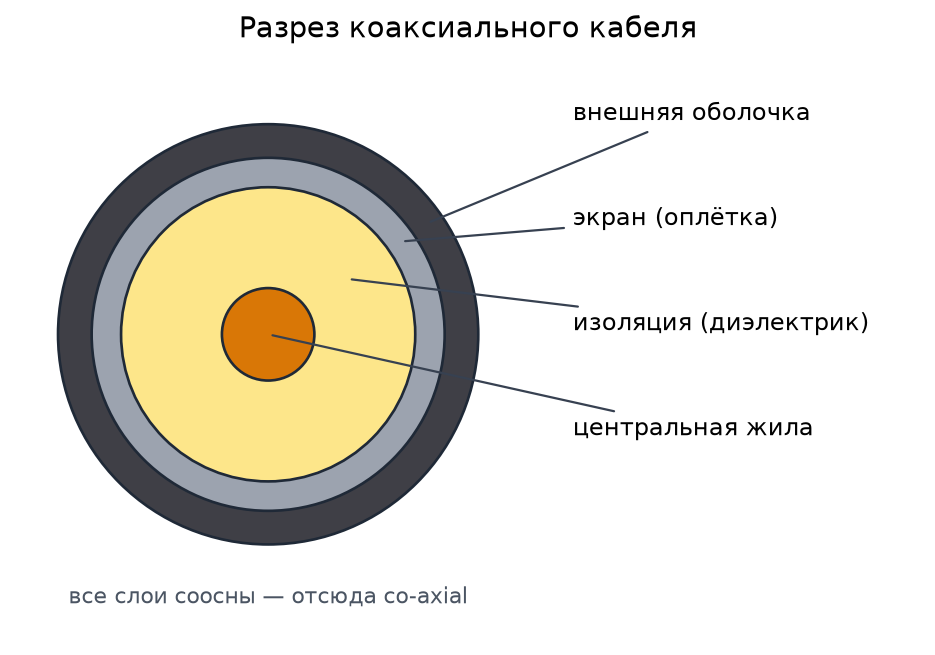 Разрез коаксиального кабеля
внешняя оболочка
экран (оплётка)
изоляция (диэлектрик)
центральная жила
все слои соосны — отсюда co-axial